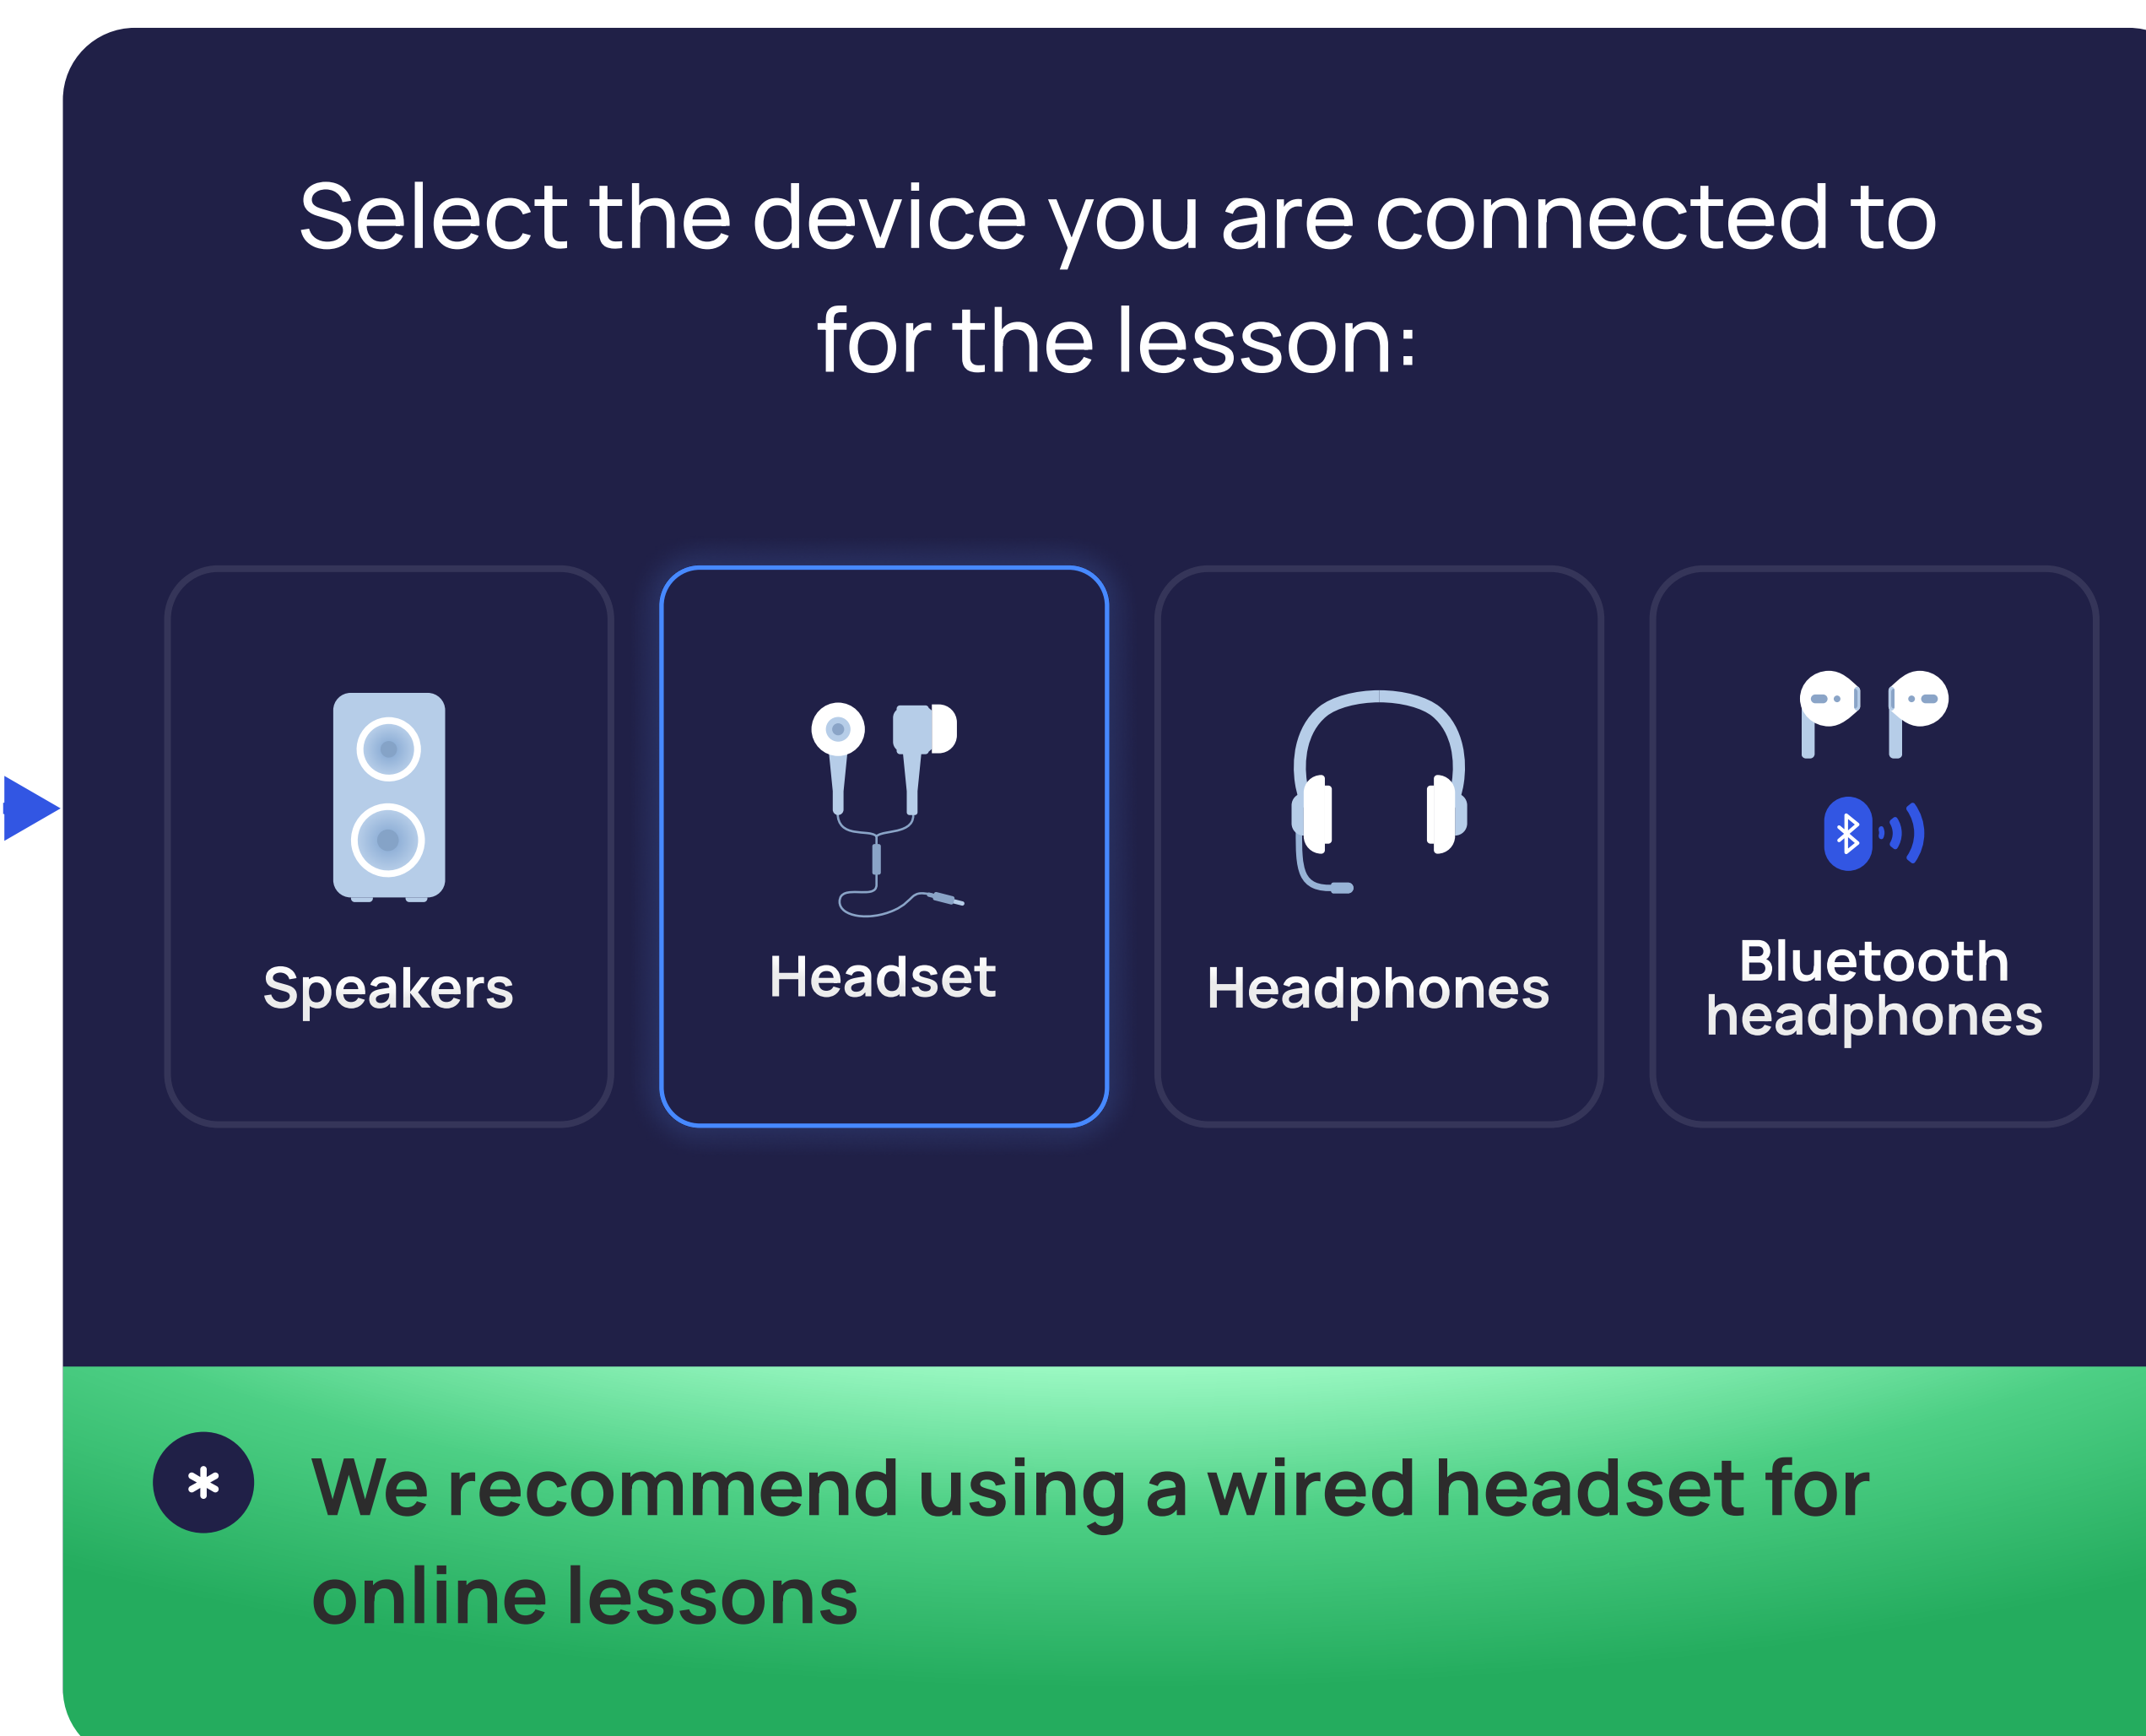 Select the device you are connected to
for the lesson:
Speakers
Headset
Headphones
Bluetooth
headphones
* We recommend using a wired headset for
online lessons